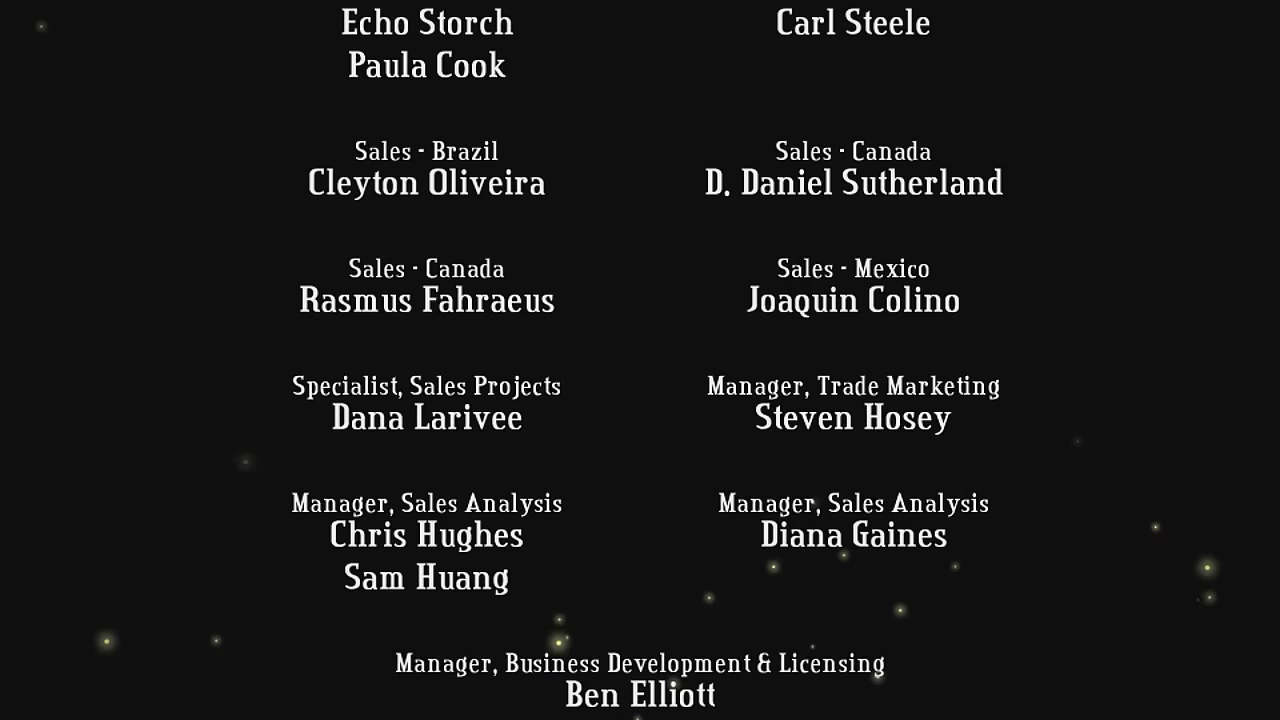 Echo Storch
Carl Steele
Paula Cook
Sales - Brazil
Cleyton Oliveira
Sales - Canada
D. Daniel Sutherland
Sales - Canada
Rasmus Fahraeus
Sales - Mexico
Joaquin Colino
Specialist, Sales Projects
Dana Larivee
Manager, Trade Marketing
Steven Hosey
Manager, Sales Analysis
Chris Hughes
Sam Huang
Manager, Sales Analysis
Diana Gaines
Manager, Business Development & Licensing
Ben Elliott